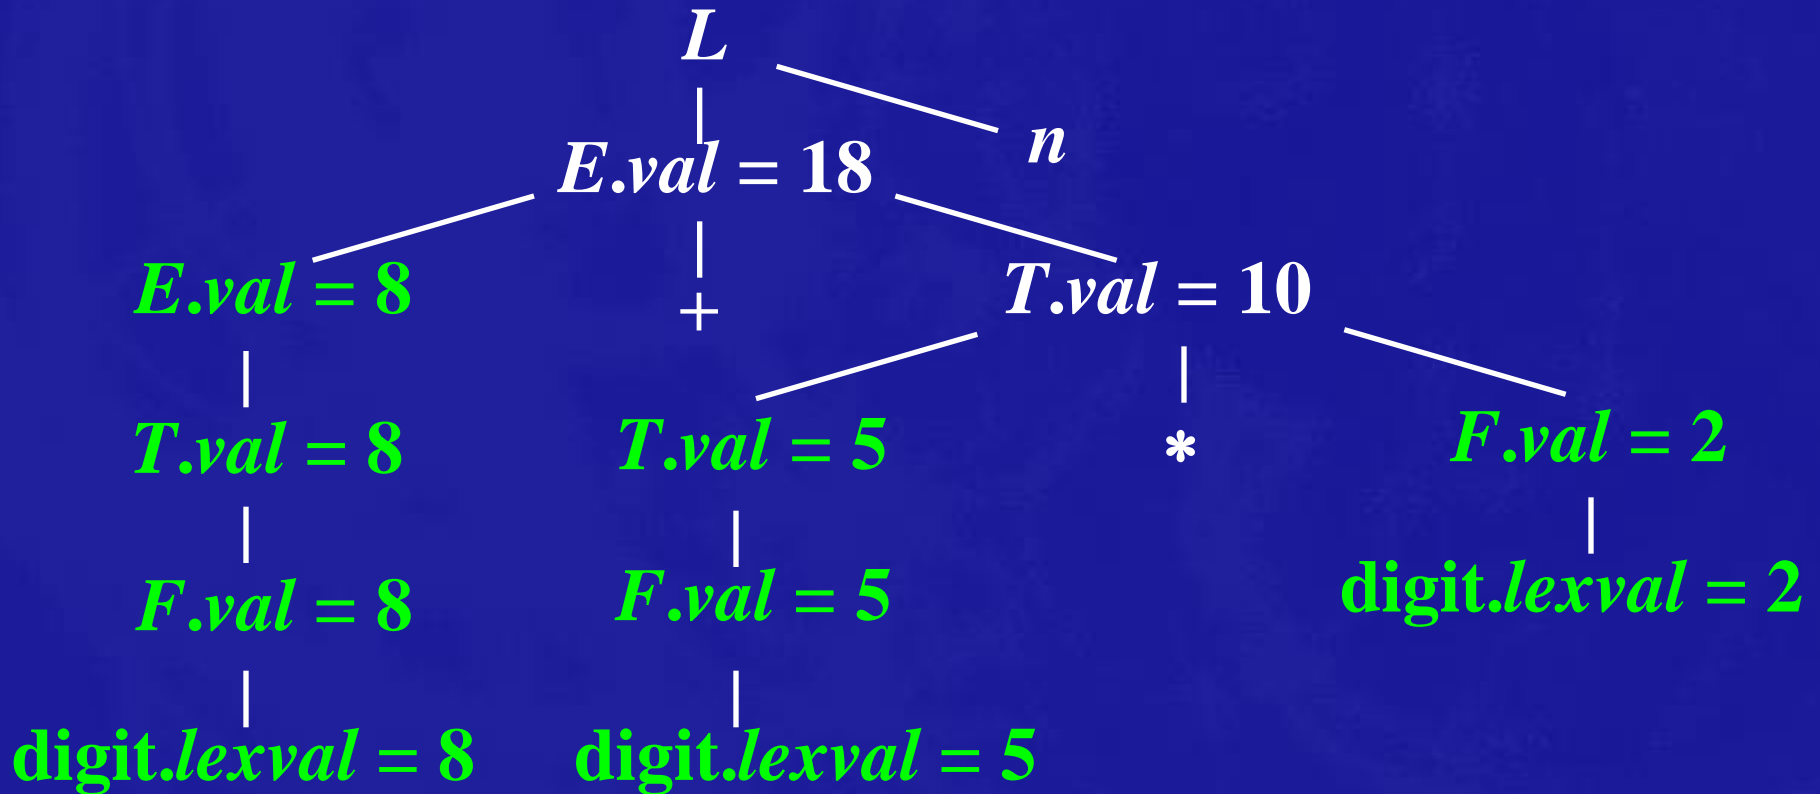 L
n
E.val = 18
E.val = 8
+
T.val = 10
T.val = 8
T.val = 5
*
F.val = 2
F.val = 8
F.val = 5
digit.lexval = 2
digit.lexval = 8
digit.lexval = 5